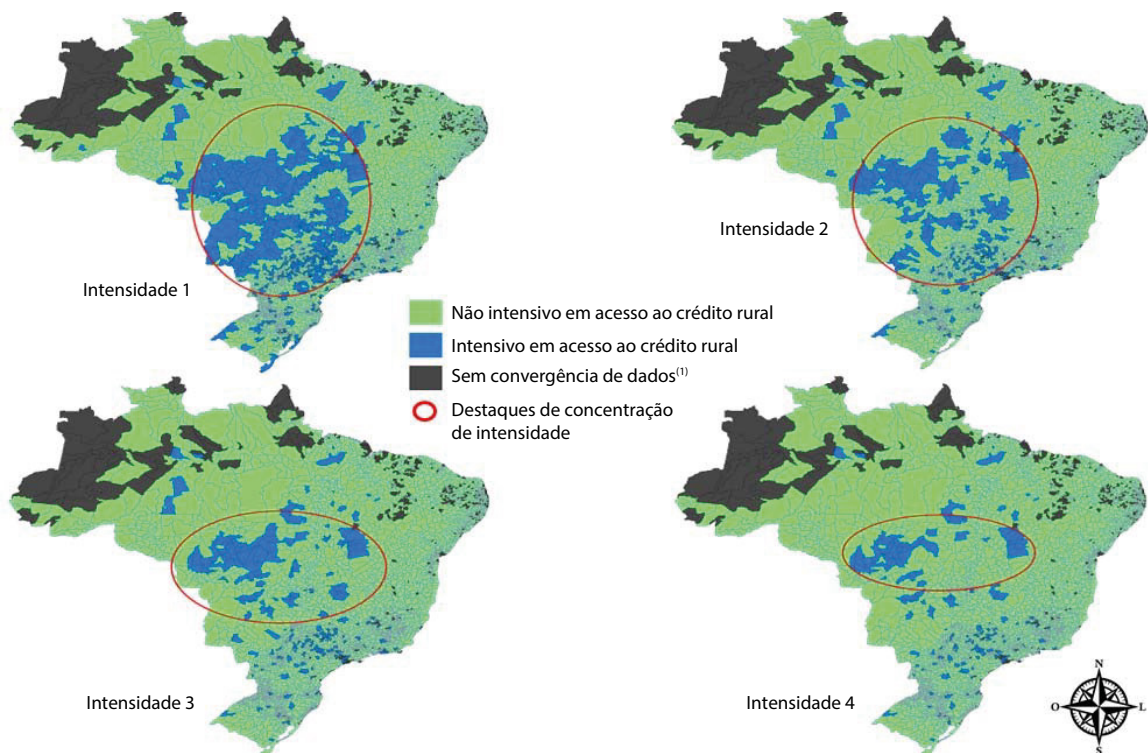 Intensidade 1
Intensidade 2
Não intensivo em acesso ao crédito rural
Intensivo em acesso ao crédito rural
Sem convergência de dados(1)
Destaques de concentração
de intensidade
Intensidade 3
Intensidade 4
N
O L
S